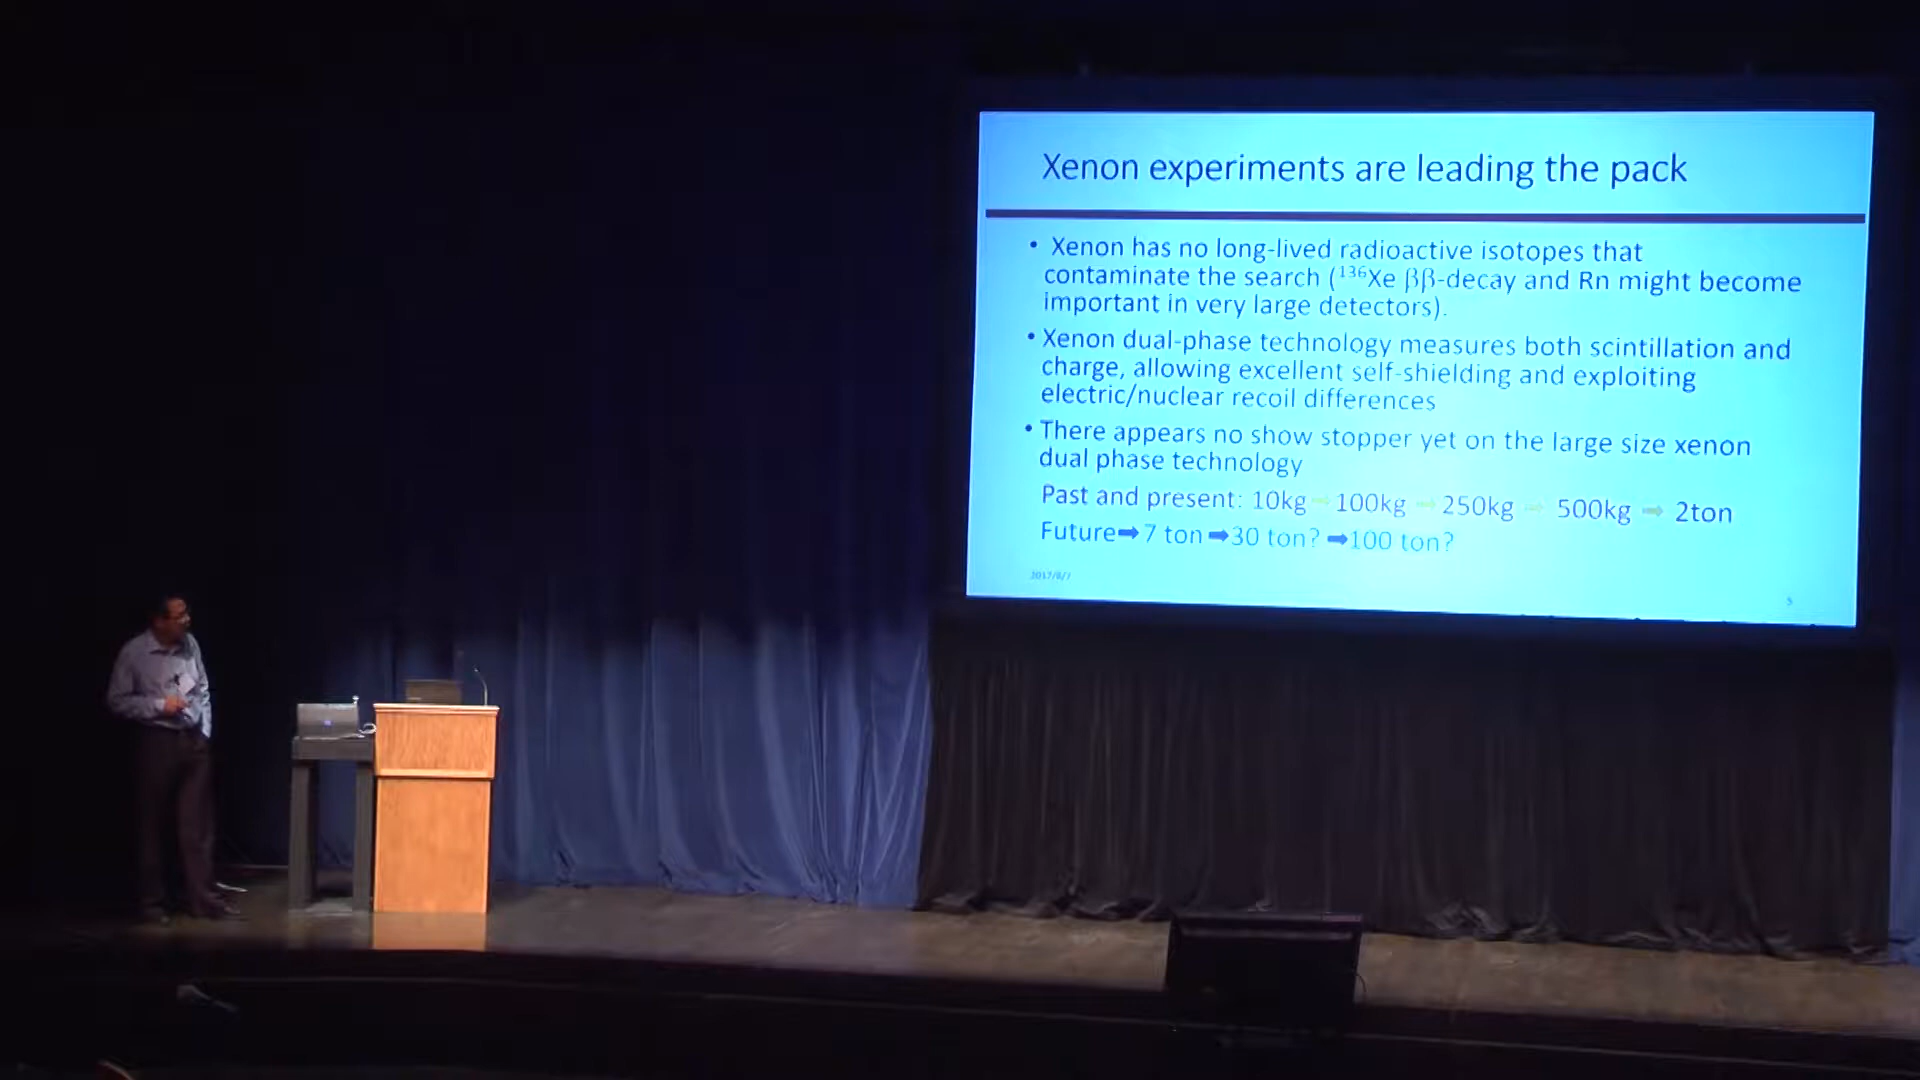 Xenon experiments are leading the pack
• Xenon has no long-lived radioactive isotopes that
contaminate the search (¹³⁶Xe ββ-decay and Rn might become
important in very large detectors).
• Xenon dual-phase technology measures both scintillation and
charge, allowing excellent self-shielding and exploiting
electric/nuclear recoil differences
• There appears no show stopper yet on the large size xenon
dual phase technology
Past and present: 10kg ➡ 100kg ➡ 250kg ➡ 500kg ➡ 2ton
Future➡7 ton➡30 ton? ➡100 ton?
2017/8/7
5